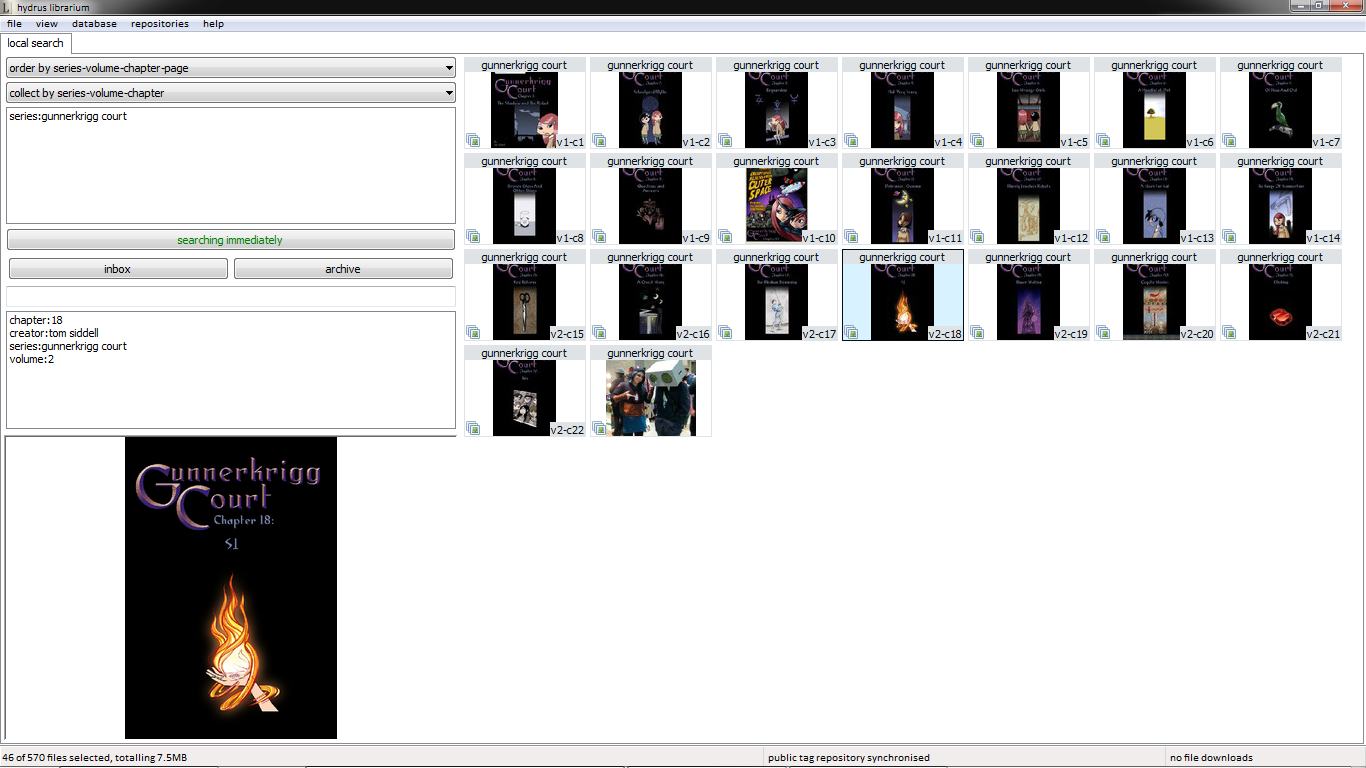 hydrus librarium
file view database repositories help
local search
order by series-volume-chapter-page
collect by series-volume-chapter
series:gunnerkrigg court
searching immediately
inbox archive
chapter:18
creator:tom siddell
series:gunnerkrigg court
volume:2
Gunnerkrigg
Court
Chapter 18:
S1
gunnerkrigg court gunnerkrigg court gunnerkrigg court gunnerkrigg court gunnerkrigg court gunnerkrigg court gunnerkrigg court
v1-c1 v1-c2 v1-c3 v1-c4 v1-c5 v1-c6 v1-c7
gunnerkrigg court gunnerkrigg court gunnerkrigg court gunnerkrigg court gunnerkrigg court gunnerkrigg court gunnerkrigg court
v1-c8 v1-c9 v1-c10 v1-c11 v1-c12 v1-c13 v1-c14
gunnerkrigg court gunnerkrigg court gunnerkrigg court gunnerkrigg court gunnerkrigg court gunnerkrigg court gunnerkrigg court
v2-c15 v2-c16 v2-c17 v2-c18 v2-c19 v2-c20 v2-c21
gunnerkrigg court gunnerkrigg court
v2-c22
46 of 570 files selected, totalling 7.5MB public tag repository synchronised no file downloads